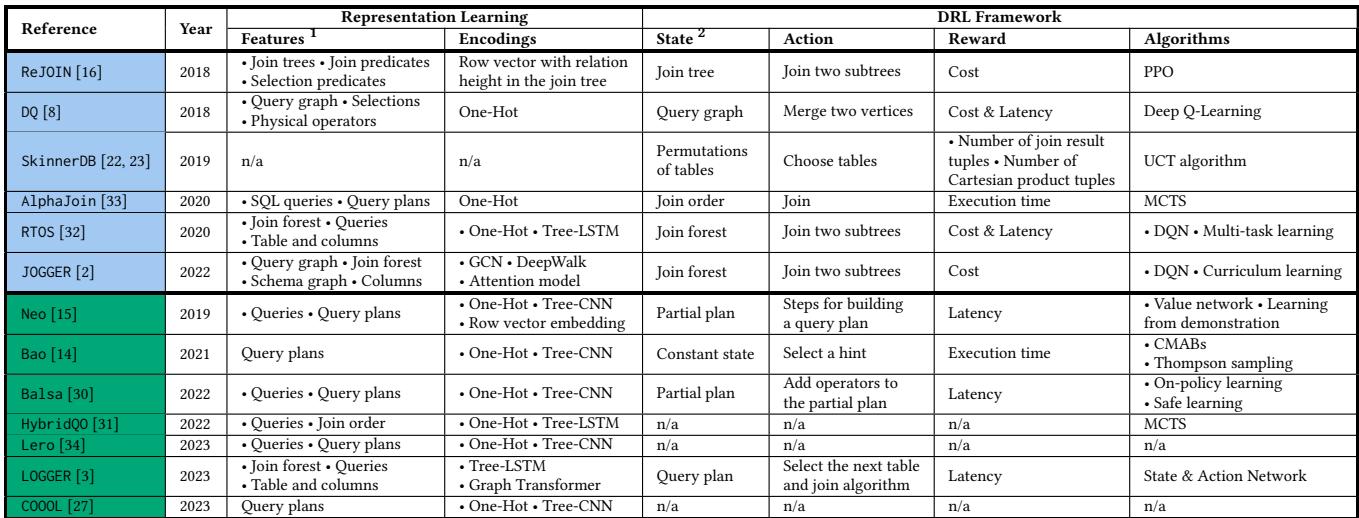 Reference Year Representation Learning DRL Framework
Features 1 Encodings State 2 Action Reward Algorithms
ReJOIN [16] 2018 • Join trees • Join predicates Row vector with relation Join tree Join two subtrees Cost PPO
• Selection predicates height in the join tree
DQ [8] 2018 • Query graph • Selections One-Hot Query graph Merge two vertices Cost & Latency Deep Q-Learning
• Physical operators
SkinnerDB [22, 23] 2019 n/a n/a Permutations Choose tables • Number of join result UCT algorithm
of tables tuples • Number of
Cartesian product tuples
AlphaJoin [33] 2020 • SQL queries • Query plans One-Hot Join order Join Execution time MCTS
RTOS [32] 2020 • Join forest • Queries • One-Hot • Tree-LSTM Join forest Join two subtrees Cost & Latency • DQN • Multi-task learning
• Table and columns
JOGGER [2] 2022 • Query graph • Join forest • GCN • DeepWalk Join forest Join two subtrees Cost • DQN • Curriculum learning
• Schema graph • Columns • Attention model
Neo [15] 2019 • Queries • Query plans • One-Hot • Tree-CNN Partial plan Steps for building Latency • Value network • Learning
• Row vector embedding a query plan from demonstration
Bao [14] 2021 Query plans • One-Hot • Tree-CNN Constant state Select a hint Execution time • CMABs
• Thompson sampling
Balsa [30] 2022 • Queries • Query plans • One-Hot • Tree-CNN Partial plan Add operators to Latency • On-policy learning
the partial plan • Safe learning
HybridQO [31] 2022 • Queries • Join order • One-Hot • Tree-LSTM n/a n/a n/a MCTS
Lero [34] 2023 • Queries • Query plans • One-Hot • Tree-CNN n/a n/a n/a n/a
LOGGER [3] 2023 • Join forest • Queries • Tree-LSTM Query plan Select the next table Latency State & Action Network
• Table and columns • Graph Transformer and join algorithm
COOOL [27] 2023 Query plans • One-Hot • Tree-CNN n/a n/a n/a n/a